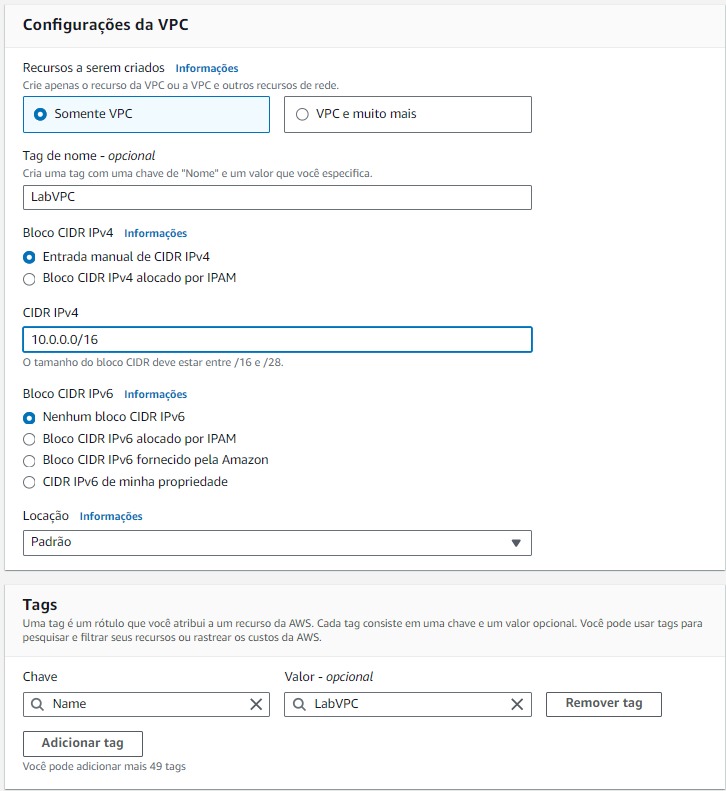 Configurações da VPC
Recursos a serem criados Informações
Crie apenas o recurso da VPC ou a VPC e outros recursos de rede.
Somente VPC VPC e muito mais
Tag de nome - opcional
Cria uma tag com uma chave de "Nome" e um valor que você especifica.
LabVPC
Bloco CIDR IPv4 Informações
Entrada manual de CIDR IPv4
Bloco CIDR IPv4 alocado por IPAM
CIDR IPv4
10.0.0.0/16
O tamanho do bloco CIDR deve estar entre /16 e /28.
Bloco CIDR IPv6 Informações
Nenhum bloco CIDR IPv6
Bloco CIDR IPv6 alocado por IPAM
Bloco CIDR IPv6 fornecido pela Amazon
CIDR IPv6 de minha propriedade
Locação Informações
Padrão
Tags
Uma tag é um rótulo que você atribui a um recurso da AWS. Cada tag consiste em uma chave e um valor opcional. Você pode usar tags para
pesquisar e filtrar seus recursos ou rastrear os custos da AWS.
Chave Valor - opcional
Name LabVPC Remover tag
Adicionar tag
Você pode adicionar mais 49 tags